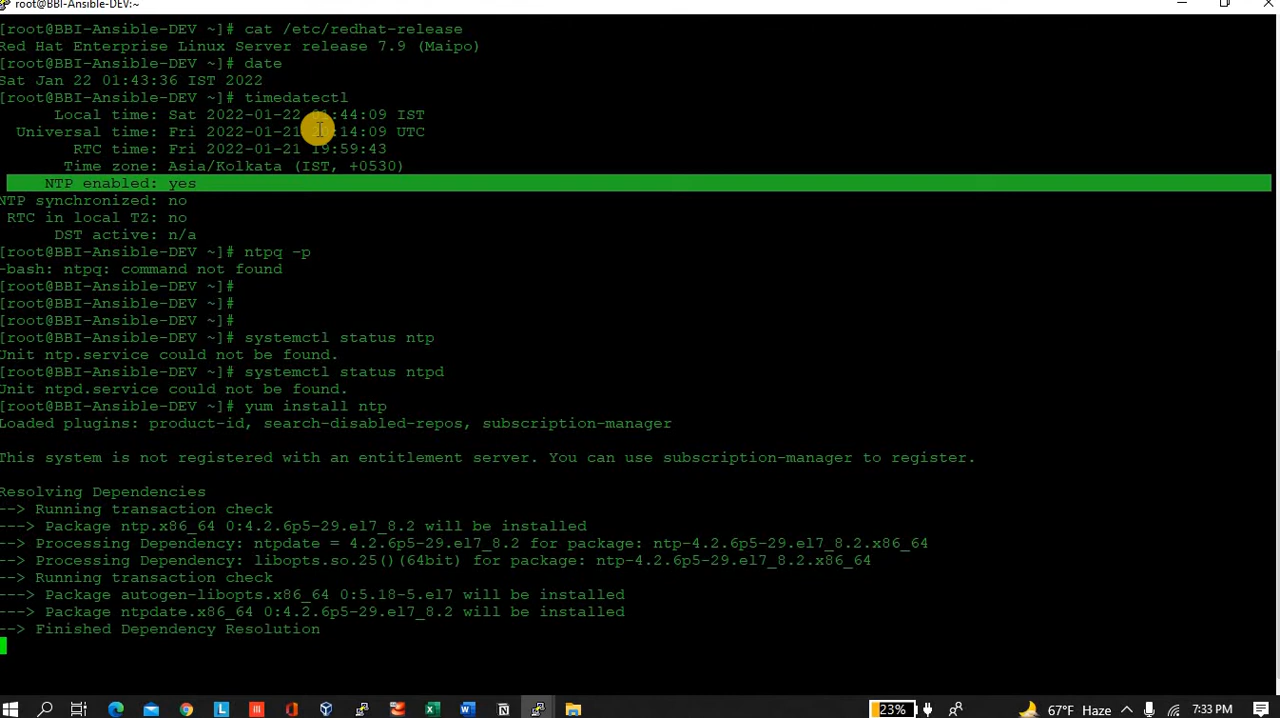 root@BBI-Ansible-DEV:~
[root@BBI-Ansible-DEV ~]# cat /etc/redhat-release
Red Hat Enterprise Linux Server release 7.9 (Maipo)
[root@BBI-Ansible-DEV ~]# date
Sat Jan 22 01:43:36 IST 2022
[root@BBI-Ansible-DEV ~]# timedatectl
Local time: Sat 2022-01-22 :44:09 IST
Universal time: Fri 2022-01-21 :14:09 UTC
RTC time: Fri 2022-01-21 19:59:43
Time zone: Asia/Kolkata (IST, +0530)
NTP enabled: yes
NTP synchronized: no
RTC in local TZ: no
DST active: n/a
[root@BBI-Ansible-DEV ~]# ntpq -p
-bash: ntpq: command not found
[root@BBI-Ansible-DEV ~]#
[root@BBI-Ansible-DEV ~]#
[root@BBI-Ansible-DEV ~]#
[root@BBI-Ansible-DEV ~]# systemctl status ntp
Unit ntp.service could not be found.
[root@BBI-Ansible-DEV ~]# systemctl status ntpd
Unit ntpd.service could not be found.
[root@BBI-Ansible-DEV ~]# yum install ntp
Loaded plugins: product-id, search-disabled-repos, subscription-manager
This system is not registered with an entitlement server. You can use subscription-manager to register.
Resolving Dependencies
--> Running transaction check
---> Package ntp.x86_64 0:4.2.6p5-29.el7_8.2 will be installed
--> Processing Dependency: ntpdate = 4.2.6p5-29.el7_8.2 for package: ntp-4.2.6p5-29.el7_8.2.x86_64
--> Processing Dependency: libopts.so.25()(64bit) for package: ntp-4.2.6p5-29.el7_8.2.x86_64
--> Running transaction check
---> Package autogen-libopts.x86_64 0:5.18-5.el7 will be installed
---> Package ntpdate.x86_64 0:4.2.6p5-29.el7_8.2 will be installed
--> Finished Dependency Resolution
23% 67°F Haze 7:33 PM